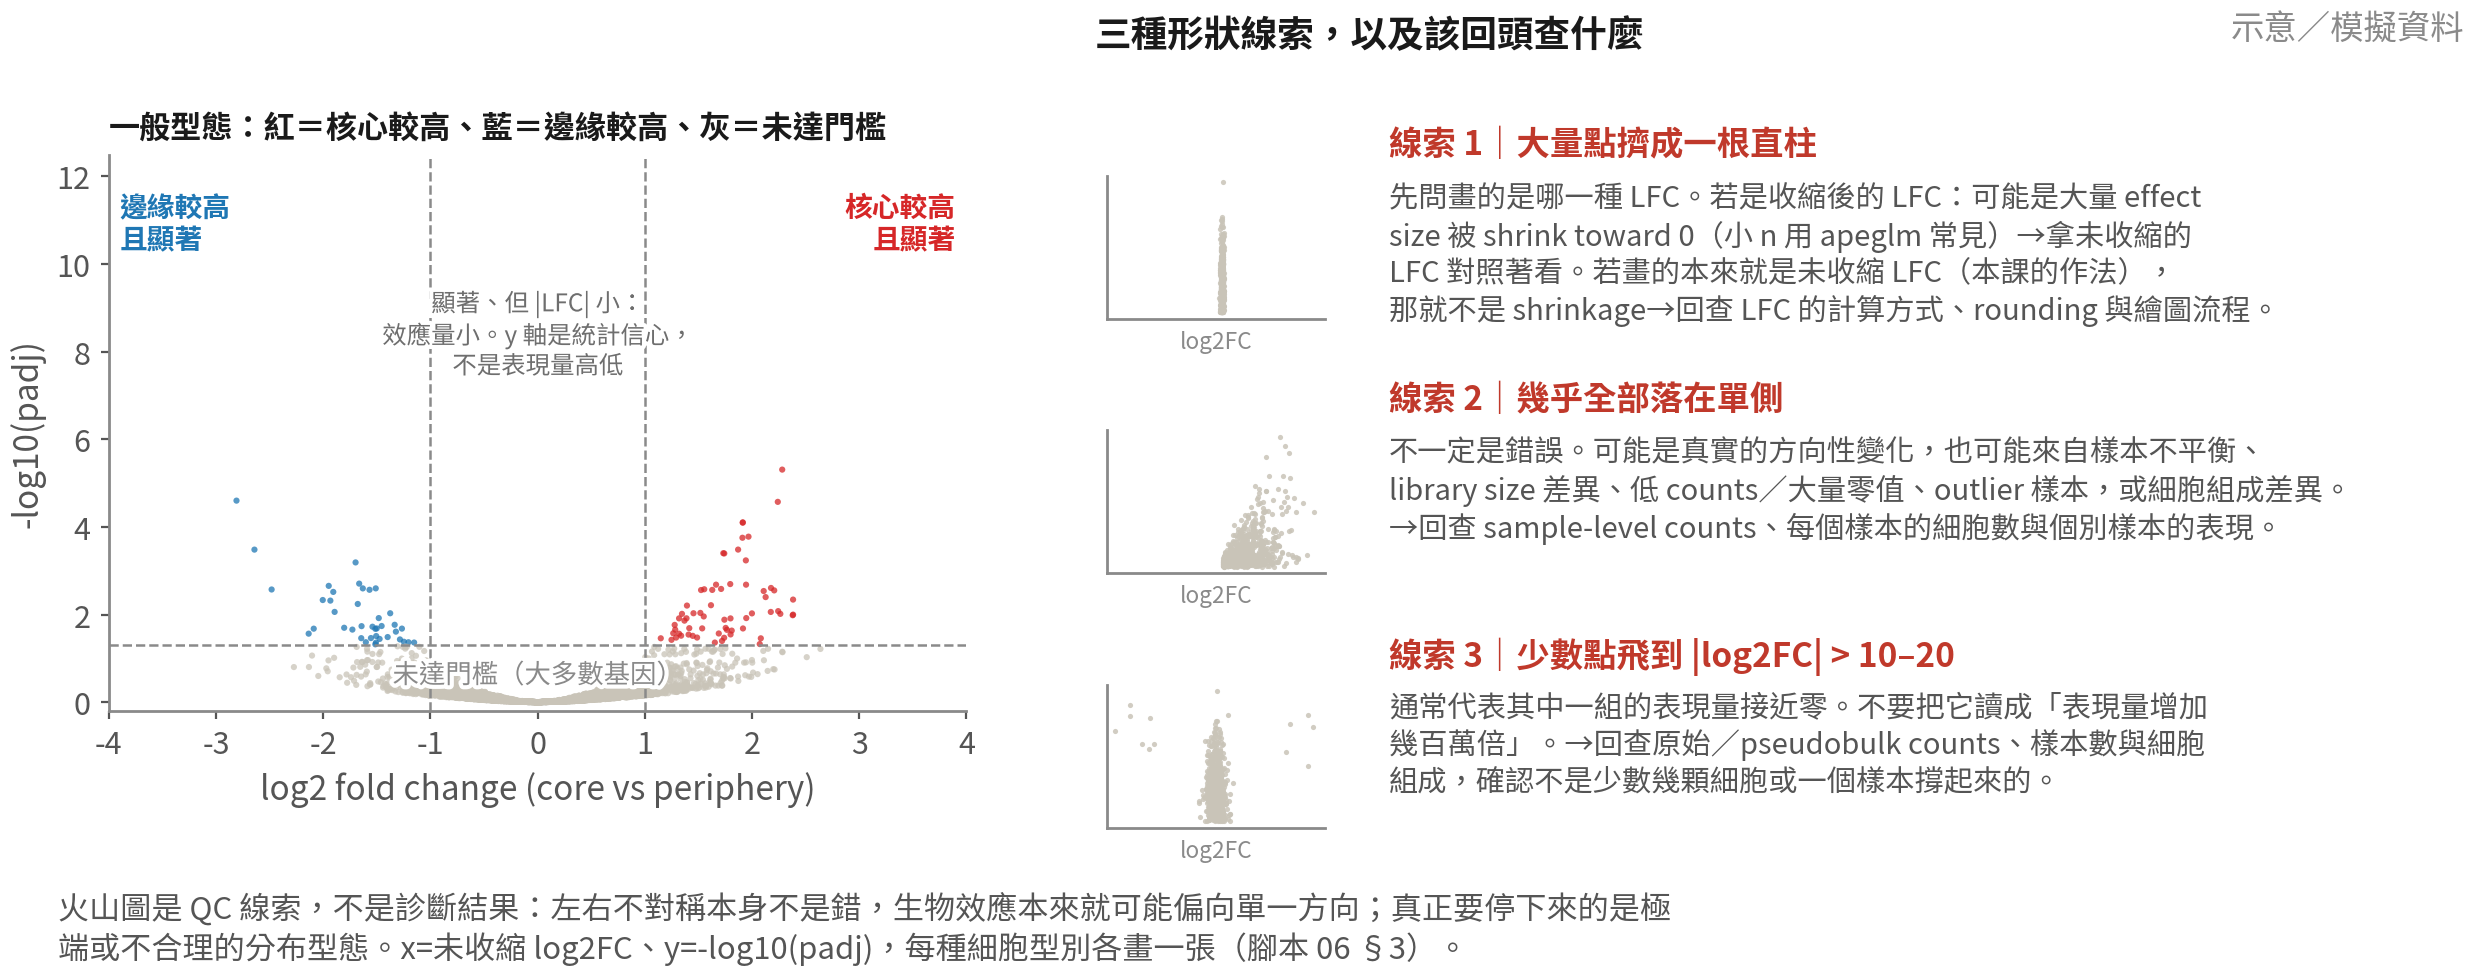 三種形狀線索，以及該回頭查什麼
示意／模擬資料
一般型態：紅＝核心較高、藍＝邊緣較高、灰＝未達門檻
邊緣較高
且顯著
核心較高
且顯著
顯著、但 |LFC| 小：
效應量小。y 軸是統計信心，
不是表現量高低
未達門檻（大多數基因）
-log10(padj)
12
10
8
6
4
2
0
-4
-3
-2
-1
0
1
2
3
4
log2 fold change (core vs periphery)
log2FC
線索 1｜大量點擠成一根直柱
先問畫的是哪一種 LFC。若是收縮後的 LFC：可能是大量 effect
size 被 shrink toward 0（小 n 用 apeglm 常見）→拿未收縮的
LFC 對照著看。若畫的本來就是未收縮 LFC（本課的作法），
那就不是 shrinkage→回查 LFC 的計算方式、rounding 與繪圖流程。
log2FC
線索 2｜幾乎全部落在單側
不一定是錯誤。可能是真實的方向性變化，也可能來自樣本不平衡、
library size 差異、低 counts／大量零值、outlier 樣本，或細胞組成差異。
→回查 sample-level counts、每個樣本的細胞數與個別樣本的表現。
log2FC
線索 3｜少數點飛到 |log2FC| > 10–20
通常代表其中一組的表現量接近零。不要把它讀成「表現量增加
幾百萬倍」。→回查原始／pseudobulk counts、樣本數與細胞
組成，確認不是少數幾顆細胞或一個樣本撐起來的。
火山圖是 QC 線索，不是診斷結果：左右不對稱本身不是錯，生物效應本來就可能偏向單一方向；真正要停下來的是極
端或不合理的分布型態。x=未收縮 log2FC、y=-log10(padj)，每種細胞型別各畫一張（腳本 06 §3）。